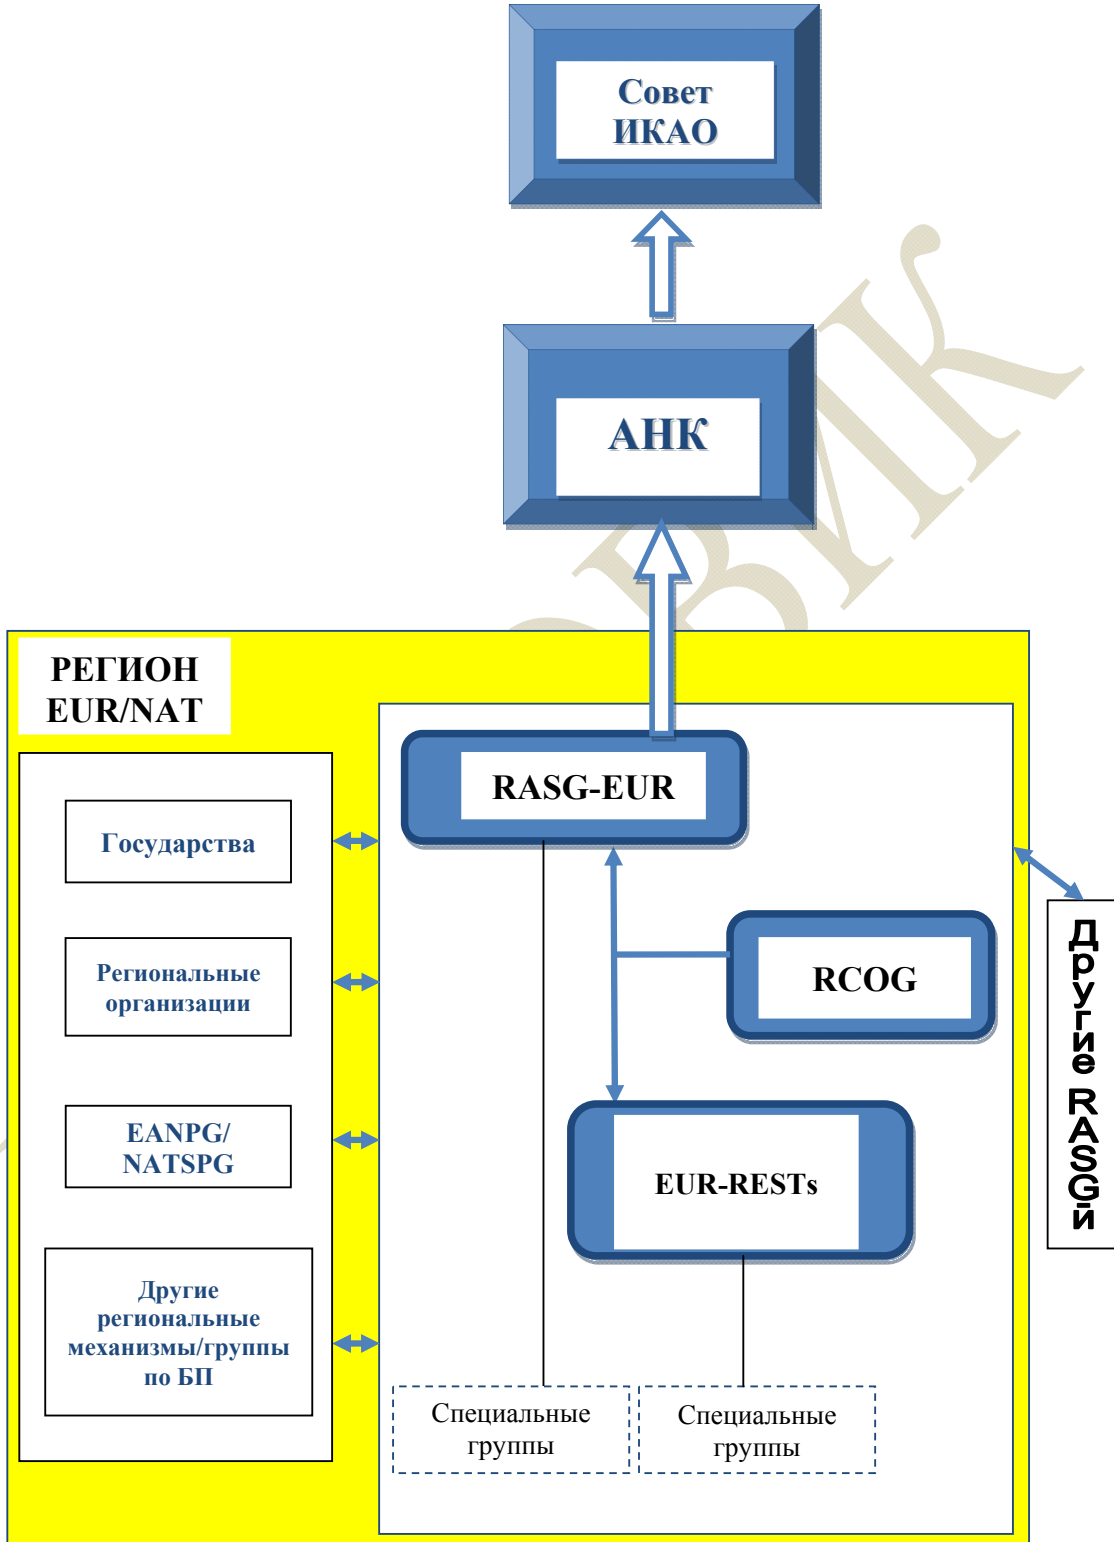 Совет
ИКАО
АНК
РЕГИОН
EUR/NAT
RASG-EUR
Государства
RCOG
Региональные
организации
EANPG/
NATSPG
EUR-RESTs
Другие
региональные
механизмы/группы
по БП
Специальные
группы
Специальные
группы
Другие RASGи
ОВИК